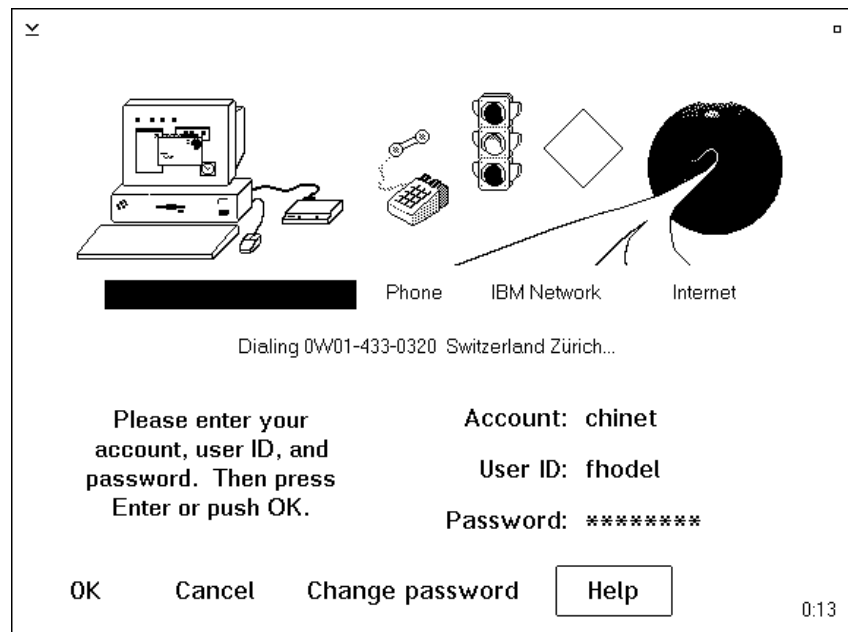 Phone IBM Network Internet
Dialing 0W01-433-0320 Switzerland Zürich...
Please enter your
account, user ID, and
password. Then press
Enter or push OK.
Account: chinet
User ID: fhodel
Password: ********
OK Cancel Change password Help
0:13